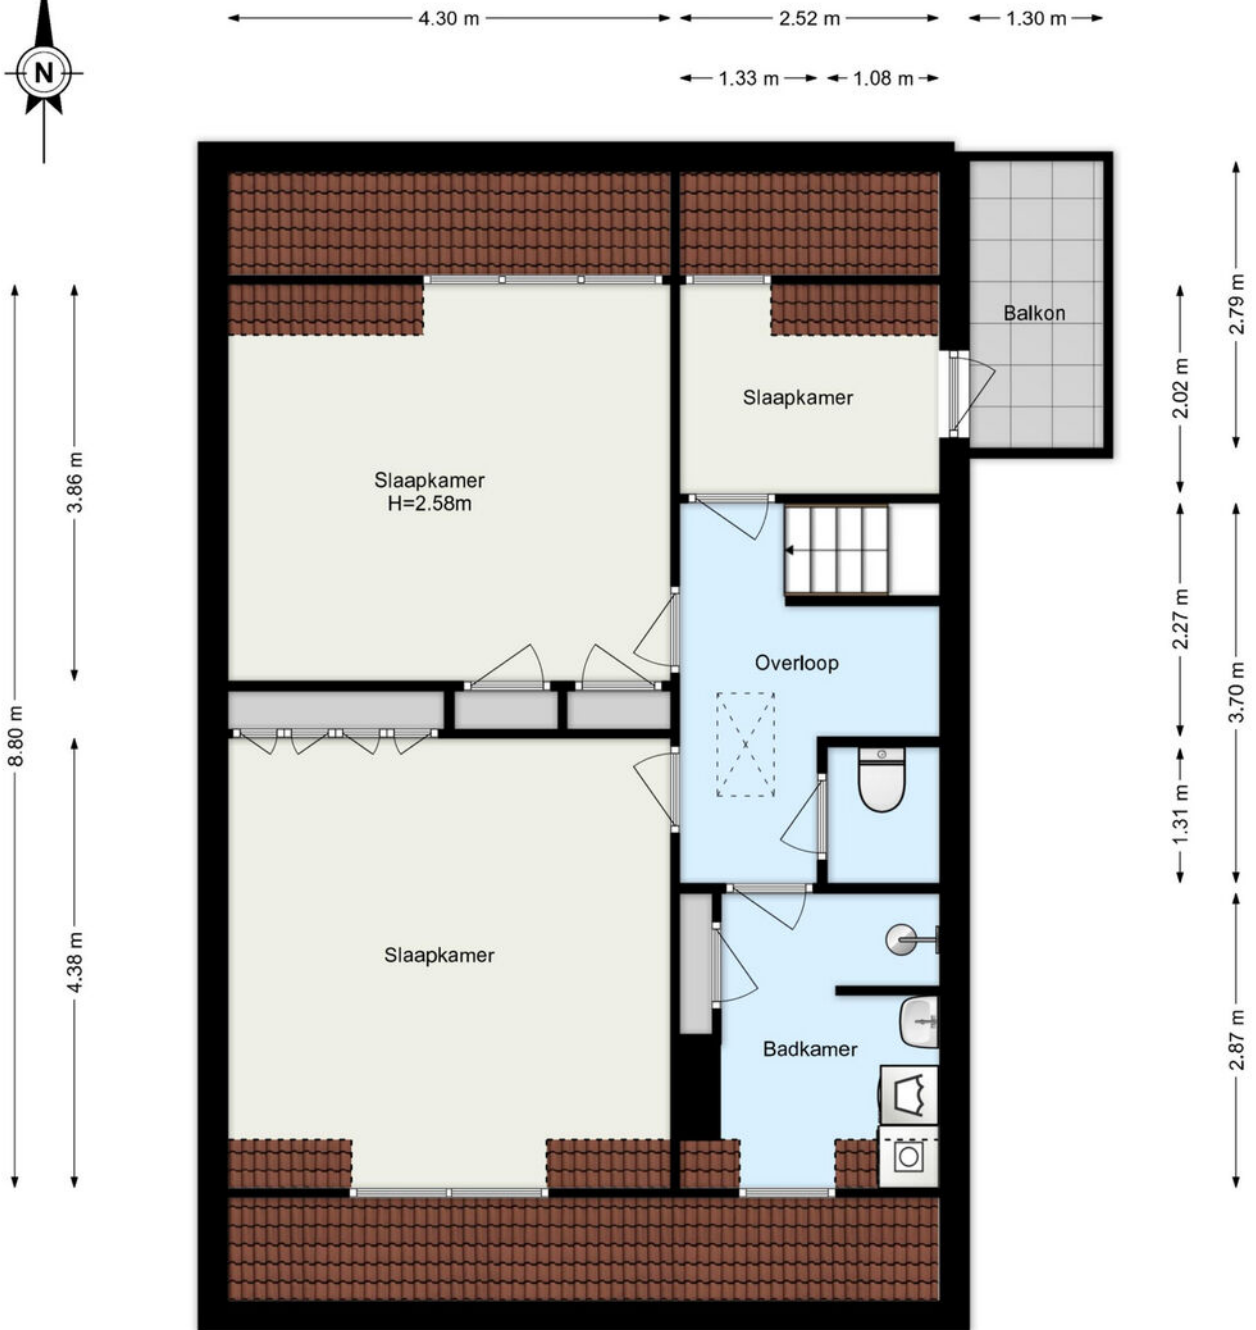 4.30 m
2.52 m
1.30 m
N
1.33 m
1.08 m
Balkon
2.79 m
2.02 m
Slaapkamer
3.86 m
Slaapkamer
H=2.58m
2.27 m
Overloop
3.70 m
8.80 m
1.31 m
Slaapkamer
4.38 m
Badkamer
2.87 m